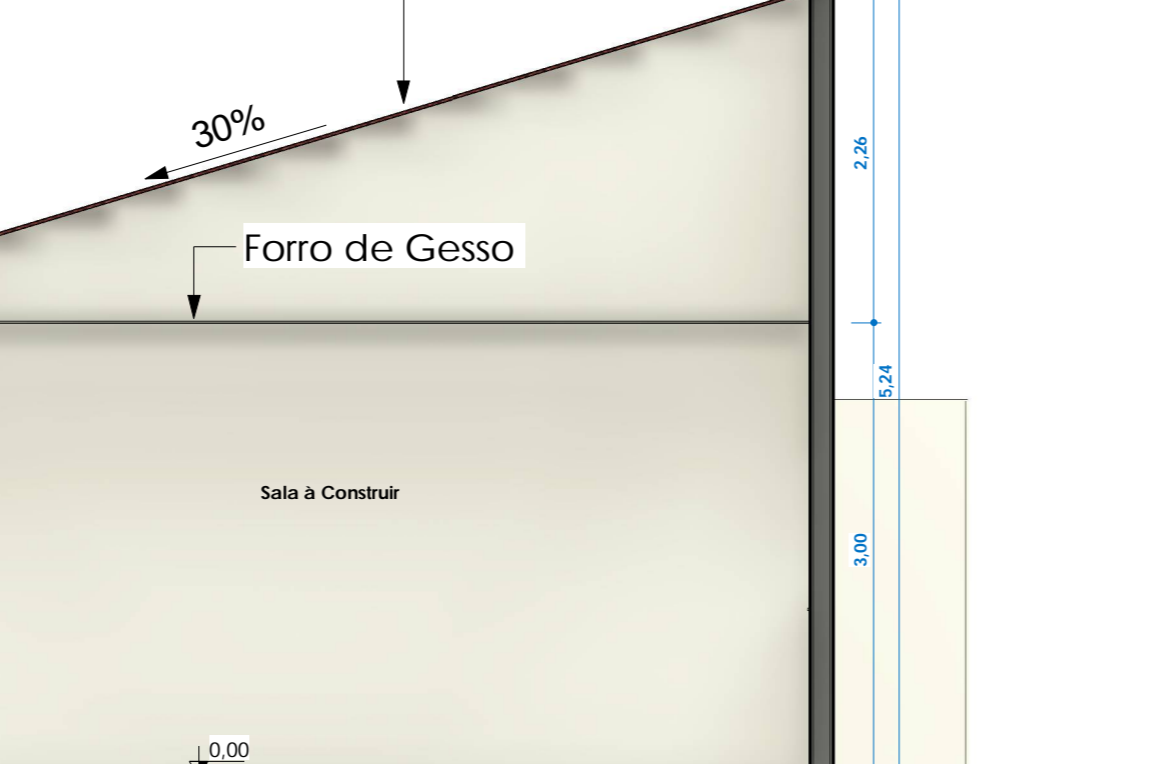 30%
2,26
Forro de Gesso
5,24
Sala à Construir
3,00
0,00